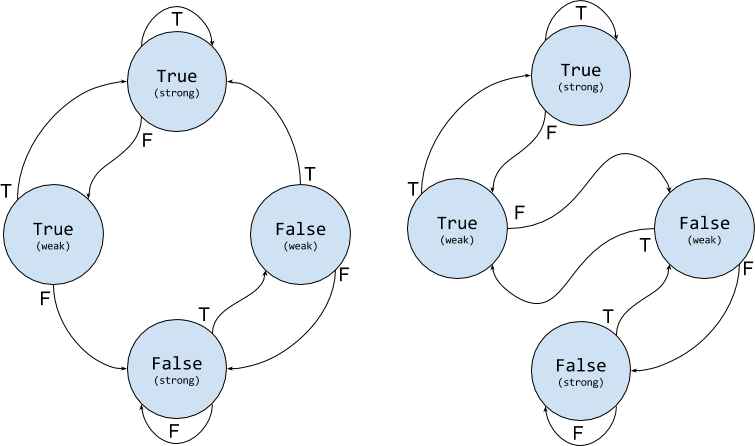 T
True
(strong)
F
T
True
(weak)
F
T
False
(weak)
F
T
False
(strong)
F
T
True
(strong)
F
T
True
(weak)
F
T
False
(weak)
F
T
False
(strong)
F